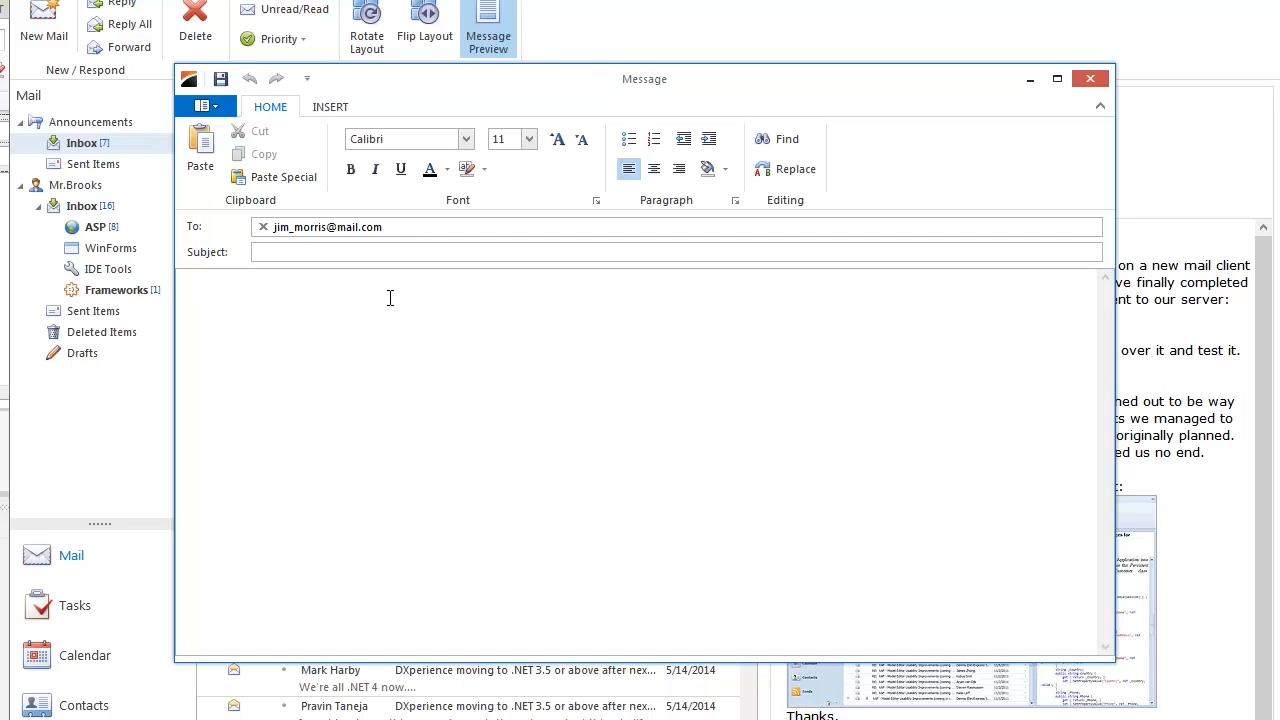 Reply
Unread/Read
Reply All
New Mail
Forward
Delete
Priority
Rotate
Layout
Flip Layout
Message
Preview
New / Respond
Mail
Announcements
Inbox [7]
Sent Items
Mr.Brooks
Inbox [16]
ASP [8]
WinForms
IDE Tools
Frameworks [1]
Sent Items
Deleted Items
Drafts
Mail
Tasks
Calendar
Contacts
Message
HOME
INSERT
Paste
Cut
Copy
Paste Special
Clipboard
Calibri
11
Font
Paragraph
Find
Replace
Editing
To:
jim_morris@mail.com
Subject:
on a new mail client
ve finally completed
ent to our server:
over it and test it.
ned out to be way
ts we managed to
originally planned.
ed us no end.
t:
Thanks,
Mark Harby DXperience moving to .NET 3.5 or above after nex... 5/14/2014
We're all .NET 4 now....
Linn Tang DXperience moving to .NET 3.5 or above after nex... 5/14/2014